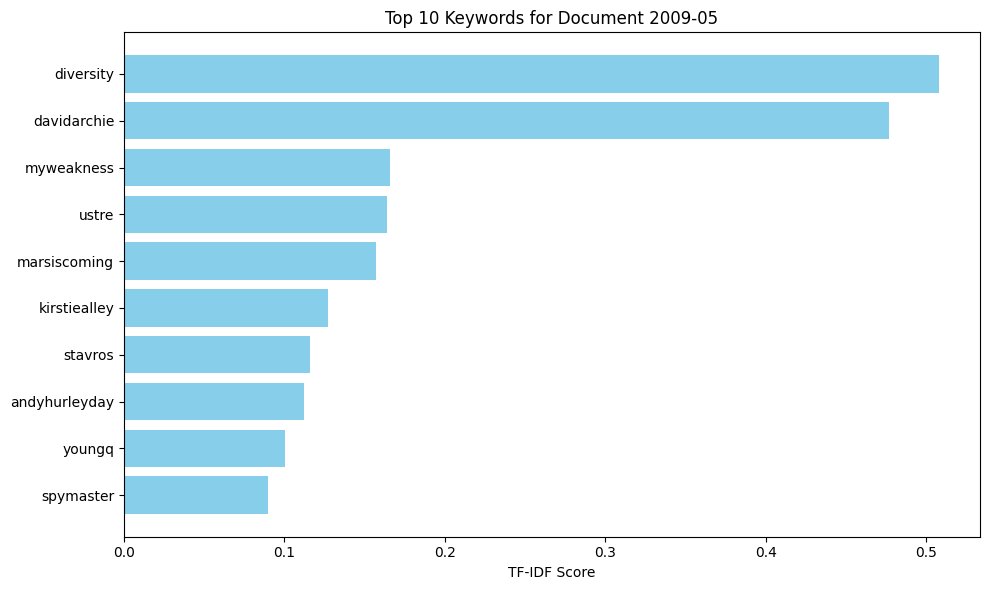 Top 10 Keywords for Document 2009-05
diversity
davidarchie
myweakness
ustre
marsiscoming
kirstiealley
stavros
andyhurleyday
youngq
spymaster
0.0 0.1 0.2 0.3 0.4 0.5
TF-IDF Score